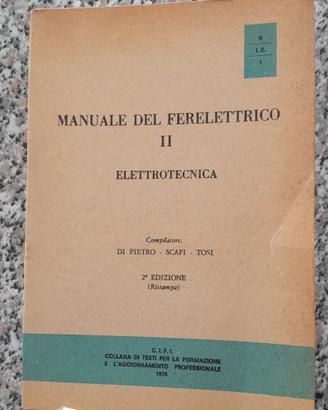 II
I. E.
1
MANUALE DEL FERELETTRICO
II
ELETTROTECNICA
Compilatore:
DI PIETRO - SCAFI - TOSI
2ª EDIZIONE
(Ristampa)
C. I. F. I.
COLLANA DI TESTI PER LA FORMAZIONE
E L'AGGIORNAMENTO PROFESSIONALE
1976